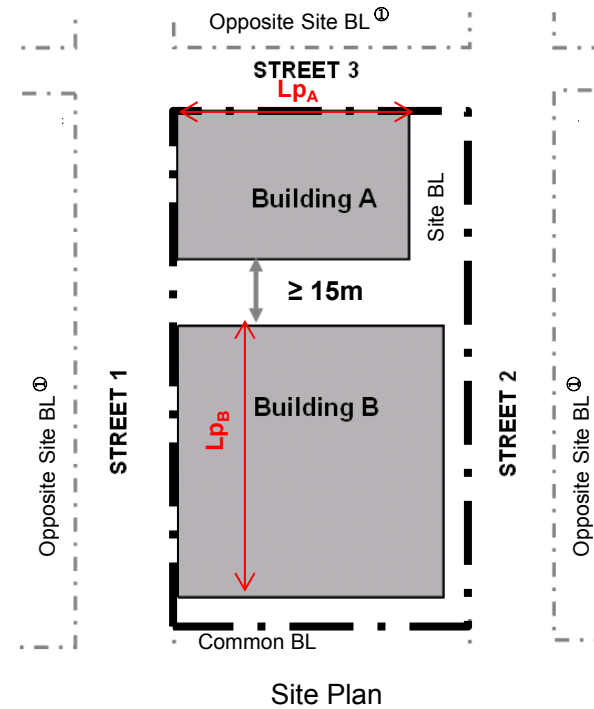 Opposite Site BL ①
STREET 3
LpA
Building A
Site BL
≥ 15m
STREET 1
Opposite Site BL ①
LpB
Building B
STREET 2
Opposite Site BL ①
Common BL
Site Plan